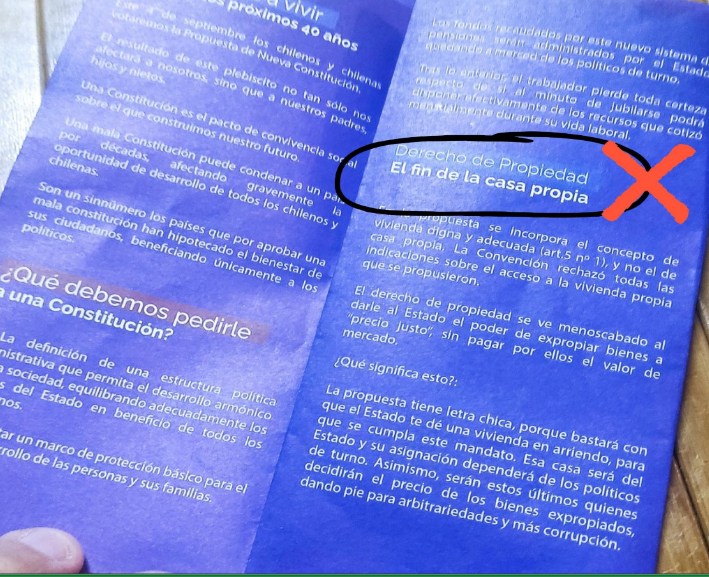 a vivir
os próximos 40 años
Este 4 de septiembre los chilenos y chilenas
votaremos la Propuesta de Nueva Constitución.
El resultado de este plebiscito no tan sólo nos
afectará a nosotros, sino que a nuestros padres,
hijos y nietos.
Una Constitución es el pacto de convivencia social
sobre el que construimos nuestro futuro.
Una mala Constitución puede condenar a un país
por décadas, afectando gravemente la
oportunidad de desarrollo de todos los chilenos y
chilenas.
Son un sinnúmero los países que por aprobar una
mala constitución han hipotecado el bienestar de
sus ciudadanos, beneficiando únicamente a los
políticos.
¿Qué debemos pedirle
a una Constitución?
La definición de una estructura política
nistrativa que permita el desarrollo armónico
a sociedad, equilibrando adecuadamente los
s del Estado en beneficio de todos los
nos.
tar un marco de protección básico para el
rrollo de las personas y sus familias.
Los fondos recaudados por este nuevo sistema d
pensiones serán administrados por el Estado
quedando a merced de los políticos de turno.
Tras lo anterior, el trabajador pierde toda certeza
respecto de si al minuto de jubilarse podrá
disponer efectivamente de los recursos que cotizó
mensualmente durante su vida laboral.
Derecho de Propiedad
El fin de la casa propia
propuesta se incorpora el concepto de
vivienda digna y adecuada (art.5 nº 1), y no el de
casa propia. La Convención rechazó todas las
indicaciones sobre el acceso a la vivienda propia
que se propusieron.
El derecho de propiedad se ve menoscabado al
darle al Estado el poder de expropiar bienes a
"precio justo", sin pagar por ellos el valor de
mercado.
¿Qué significa esto?:
La propuesta tiene letra chica, porque bastará con
que el Estado te dé una vivienda en arriendo, para
que se cumpla este mandato. Esa casa será del
Estado y su asignación dependerá de los políticos
de turno. Asimismo, serán estos últimos quienes
decidirán el precio de los bienes expropiados,
dando pie para arbitrariedades y más corrupción.